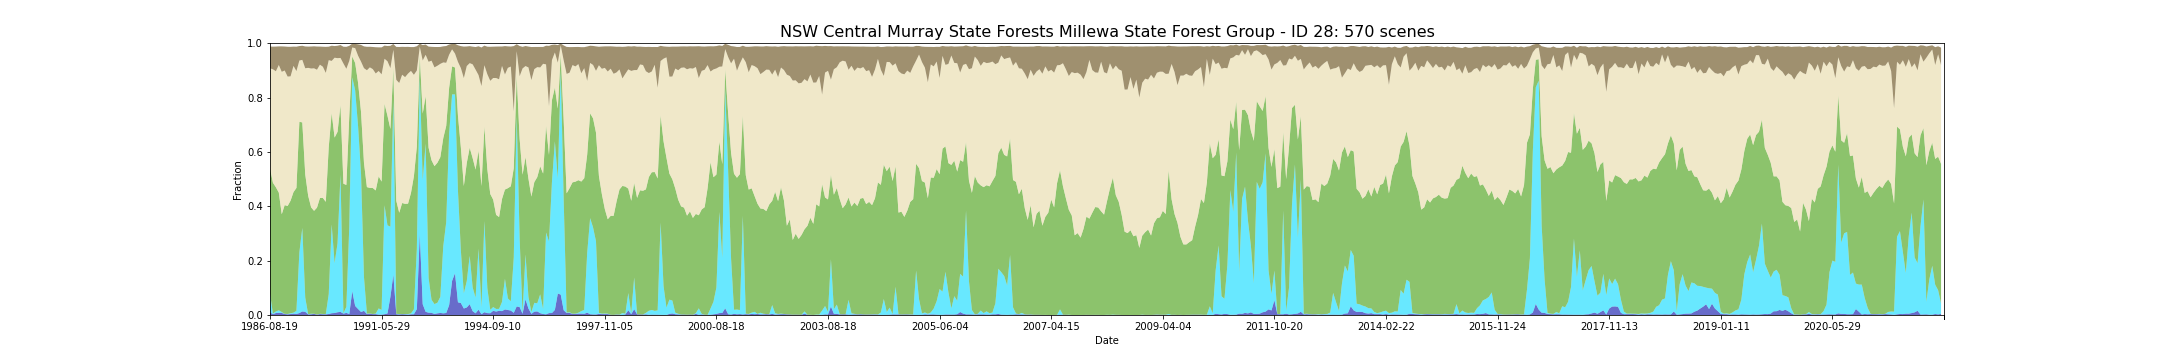 NSW Central Murray State Forests Millewa State Forest Group - ID 28: 570 scenes
1.0
0.8
0.6
0.4
0.2
0.0
Fraction
1986-08-19 1991-05-29 1994-09-10 1997-11-05 2000-08-18 2003-08-18 2005-06-04 2007-04-15 2009-04-04 2011-10-20 2014-02-22 2015-11-24 2017-11-13 2019-01-11 2020-05-29
Date